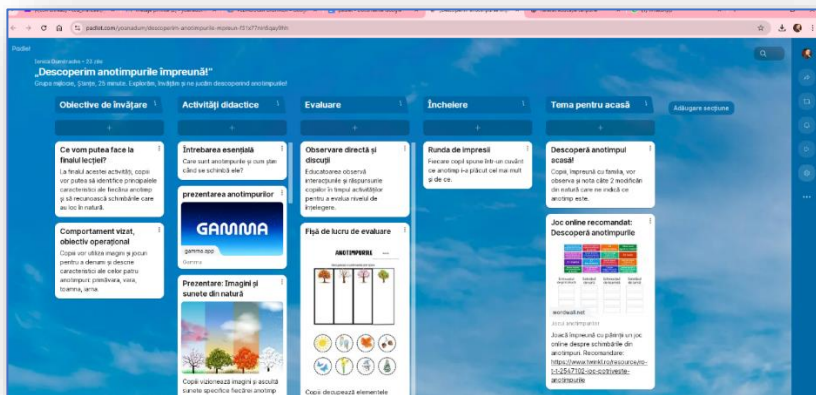 Padlet
„Descoperim anotimpurile împreună!"
Grupa mijlocie, Științe, 25 minute. Explorăm, învățăm și ne jucăm descoperind anotimpurile!
Obiective de învățare
Activități didactice
Evaluare
Încheiere
Tema pentru acasă
Adăugare secțiune
Ce vom putea face la
finalul lecției?
La finalul acestei activități, copiii
vor putea să identifice principalele
caracteristici ale fiecărui anotimp
și să recunoască schimbările care
au loc în natură.
Comportament vizat,
obiectiv operațional
Copiii vor utiliza imagini și jocuri
pentru a denumi și descrie
caracteristici ale celor patru
anotimpuri: primăvara, vara,
toamna, iarna.
Întrebarea esențială
Care sunt anotimpurile și cum știm
când se schimbă ele?
prezentarea anotimpurilor
GAMMA
gamma.app
Gamma
Prezentare: Imagini și
sunete din natură
Copiii vizionează imagini și ascultă
sunete specifice fiecărei anotimp
Observare directă și
discuții
Educatoarea observă
interacțiunile și răspunsurile
copiilor în timpul activităților
pentru a evalua nivelul de
înțelegere.
Fișă de lucru de evaluare
ANOTIMPURILE
Copiii decupează elementele
Runda de impresii
Fiecare copil spune într-un cuvânt
ce anotimp i-a plăcut cel mai mult
și de ce.
Descoperă anotimpul
acasă!
Copiii, împreună cu familia, vor
observa și nota câte 2 modificări
din natură care ne indică ce
anotimp este.
Joc online recomandat:
Descoperă anotimpurile
wordwall.net
Jocul anotimpurilor
Joacă împreună cu părinții un joc
online despre schimbările din
anotimpuri. Recomandare:
https://www.twinkl.ro/resource/ro-
t-t-2547102-joc-potriveste-
anotimpurile